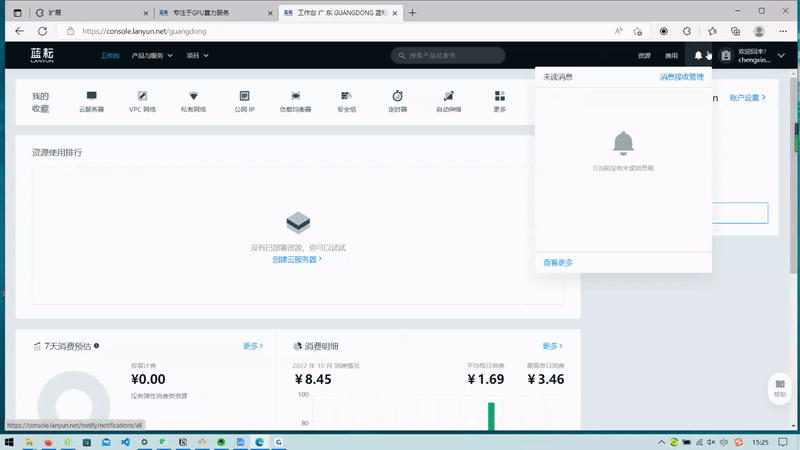 扩展
专注于GPU算力服务
工作台 广 东 GUANGDONG 蓝耘
https://console.lanyun.net/guangdong
蓝耘
LANYUN
工作台
产品与服务
项目
搜索产品或服务
资源
费用
欢迎回来！
chengxin...
我的
收藏
云服务器
VPC 网络
私有网络
公网 IP
负载均衡器
安全组
定时器
自动伸缩
更多
未读消息
消息接收管理
账户设置
当前没有未读消息哦
查看更多
资源使用排行
没有已部署资源，你可以试试
创建云服务器
7天消费预估
更多
按需计费
¥0.00
没有弹性消费类资源
消费明细
更多
2022 年 10 月 消费情况
¥8.45
平均每日消费
¥1.69
最高单日消费
¥3.46
100
80
帮助
https://console.lanyun.net/notify/notifications/all
15:25